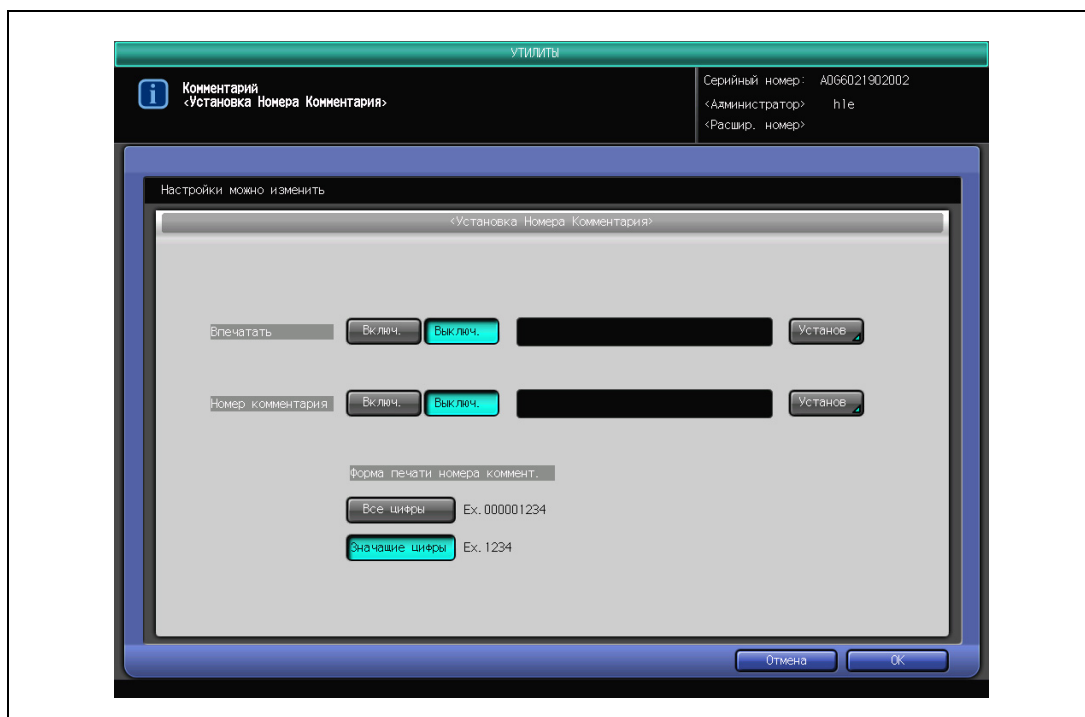 УТИЛИТЫ
Комментарий
<Установка Номера Комментария>
Серийный номер: A0G6021902002
<Администратор> hle
<Расшир. номер>
Настройки можно изменить
<Установка Номера Комментария>
Впечатать Включ. Выключ. Установ
Номер комментария Включ. Выключ. Установ
Форма печати номера коммент.
Все цифры Ex.000001234
Значащие цифры Ex.1234
Отмена OK